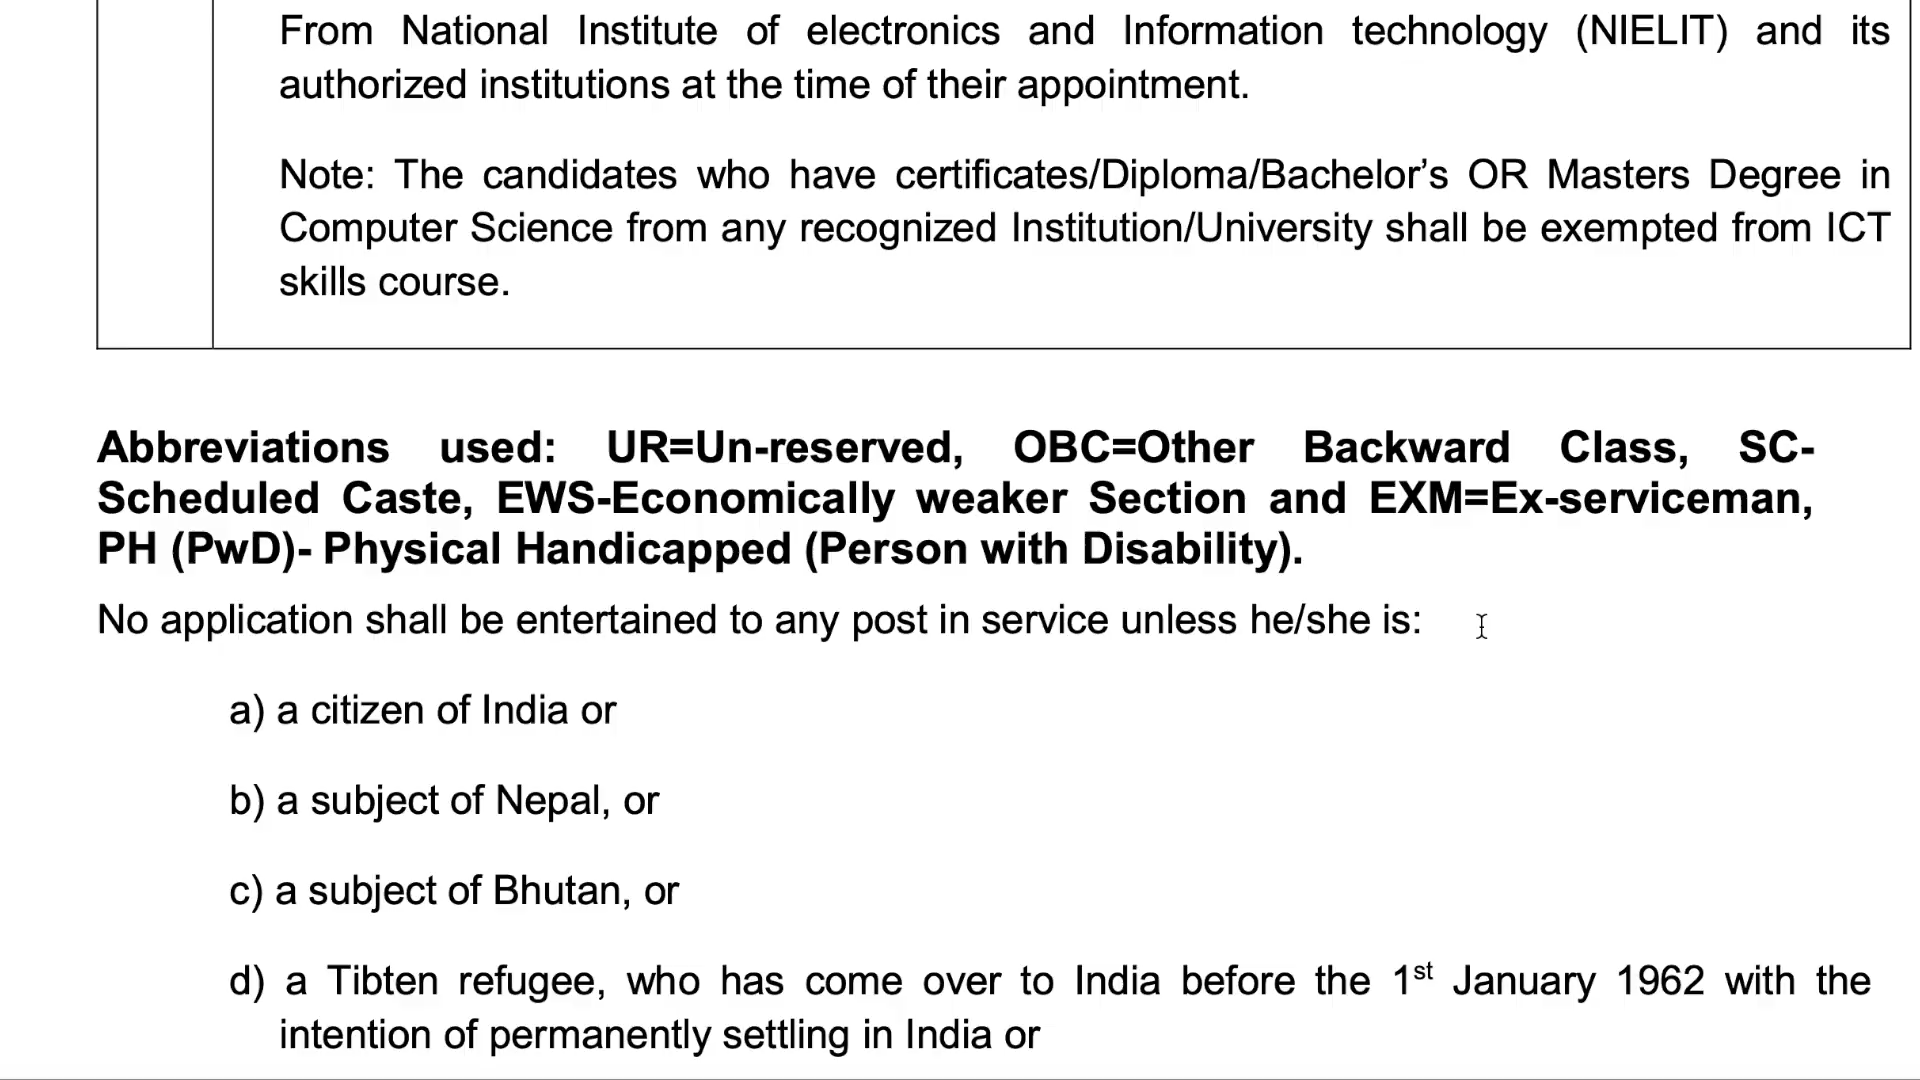 From National Institute of electronics and Information technology (NIELIT) and its
authorized institutions at the time of their appointment.
Note: The candidates who have certificates/Diploma/Bachelor’s OR Masters Degree in
Computer Science from any recognized Institution/University shall be exempted from ICT
skills course.
Abbreviations used: UR=Un-reserved, OBC=Other Backward Class, SC-
Scheduled Caste, EWS-Economically weaker Section and EXM=Ex-serviceman,
PH (PwD)- Physical Handicapped (Person with Disability).
No application shall be entertained to any post in service unless he/she is:
a) a citizen of India or
b) a subject of Nepal, or
c) a subject of Bhutan, or
d) a Tibten refugee, who has come over to India before the 1st January 1962 with the
intention of permanently settling in India or